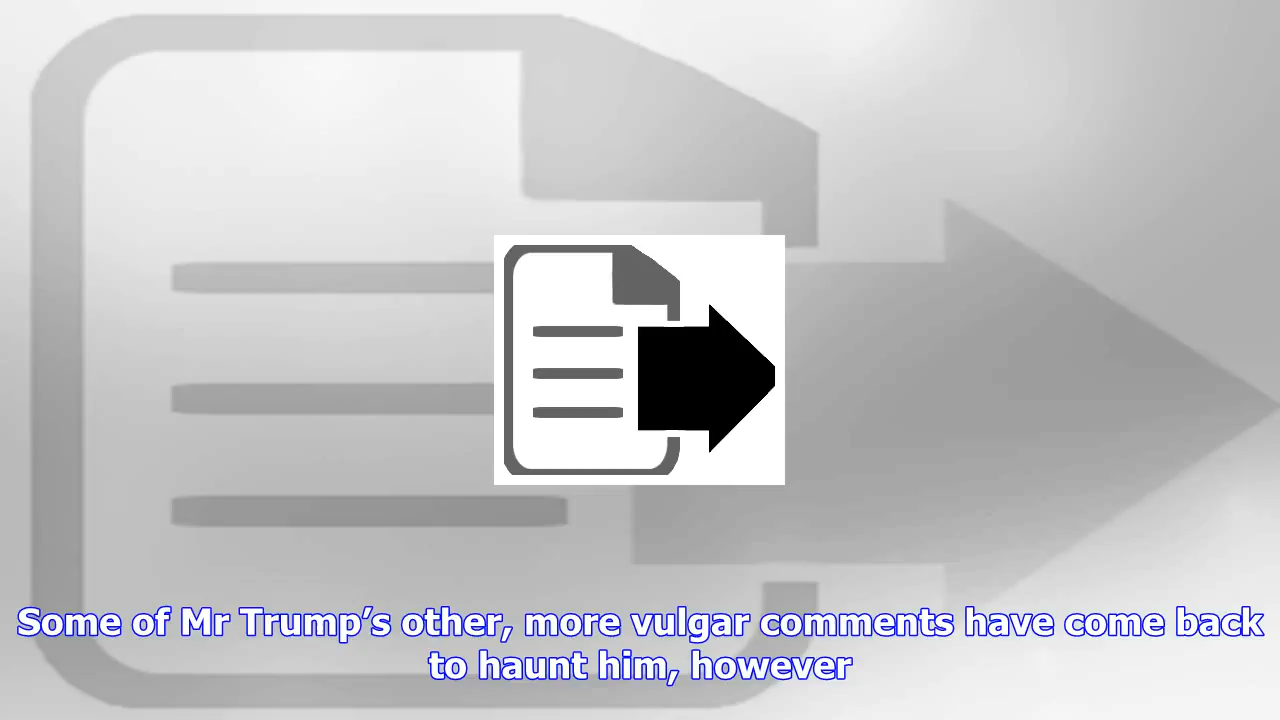 Some of Mr Trump’s other, more vulgar comments have come back
to haunt him, however